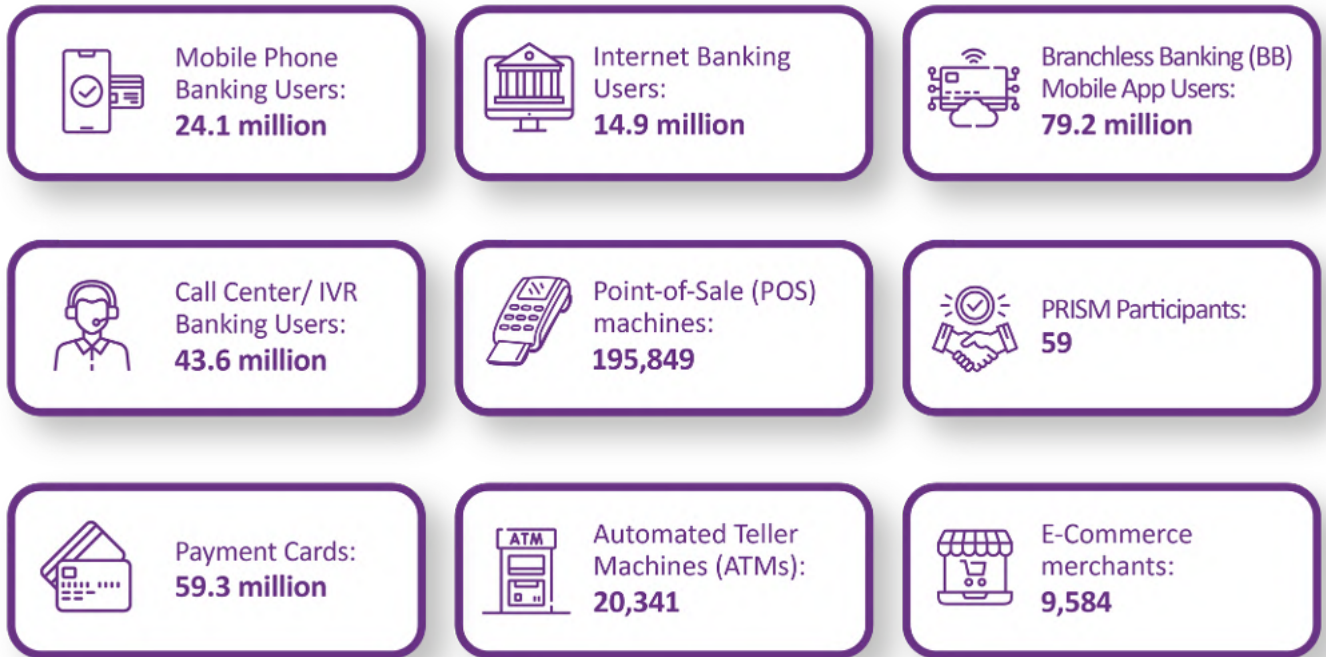 Mobile Phone
Banking Users:
24.1 million
Internet Banking
Users:
14.9 million
Branchless Banking (BB)
Mobile App Users:
79.2 million
Call Center/ IVR
Banking Users:
43.6 million
Point-of-Sale (POS)
machines:
195,849
PRISM Participants:
59
Payment Cards:
59.3 million
ATM
Automated Teller
Machines (ATMs):
20,341
E-Commerce
merchants:
9,584